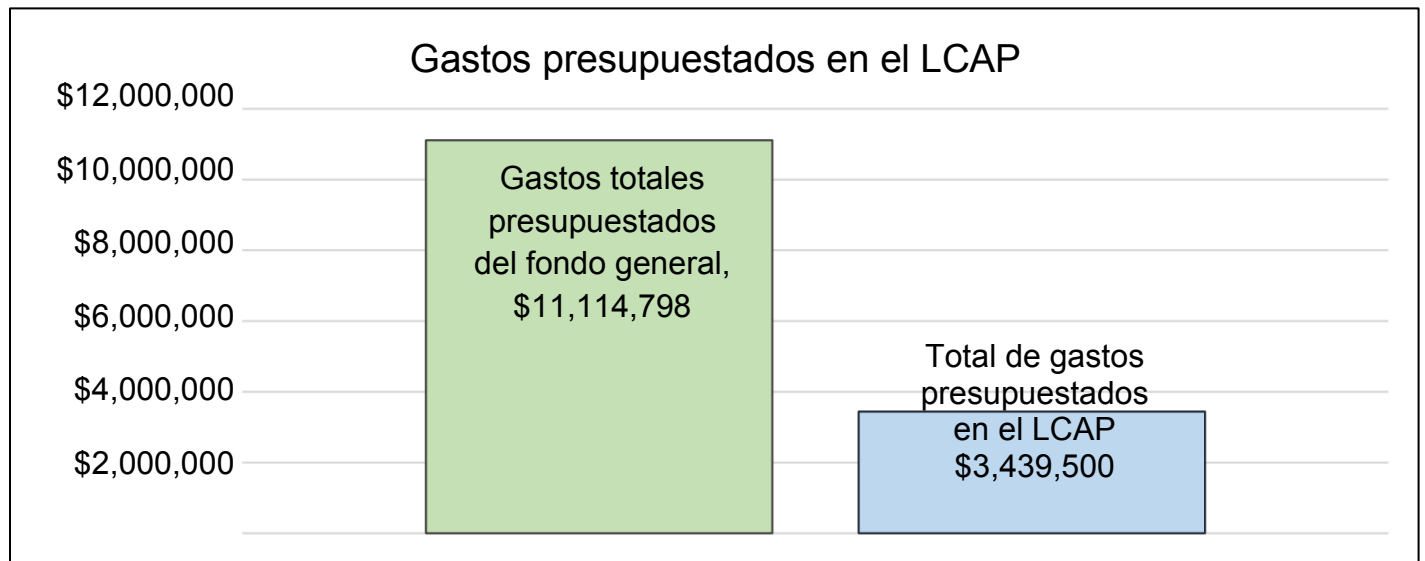 Gastos presupuestados en el LCAP
$12,000,000
$10,000,000
$8,000,000
$6,000,000
$4,000,000
$2,000,000
Gastos totales
presupuestados
del fondo general,
$11,114,798
Total de gastos
presupuestados
en el LCAP
$3,439,500